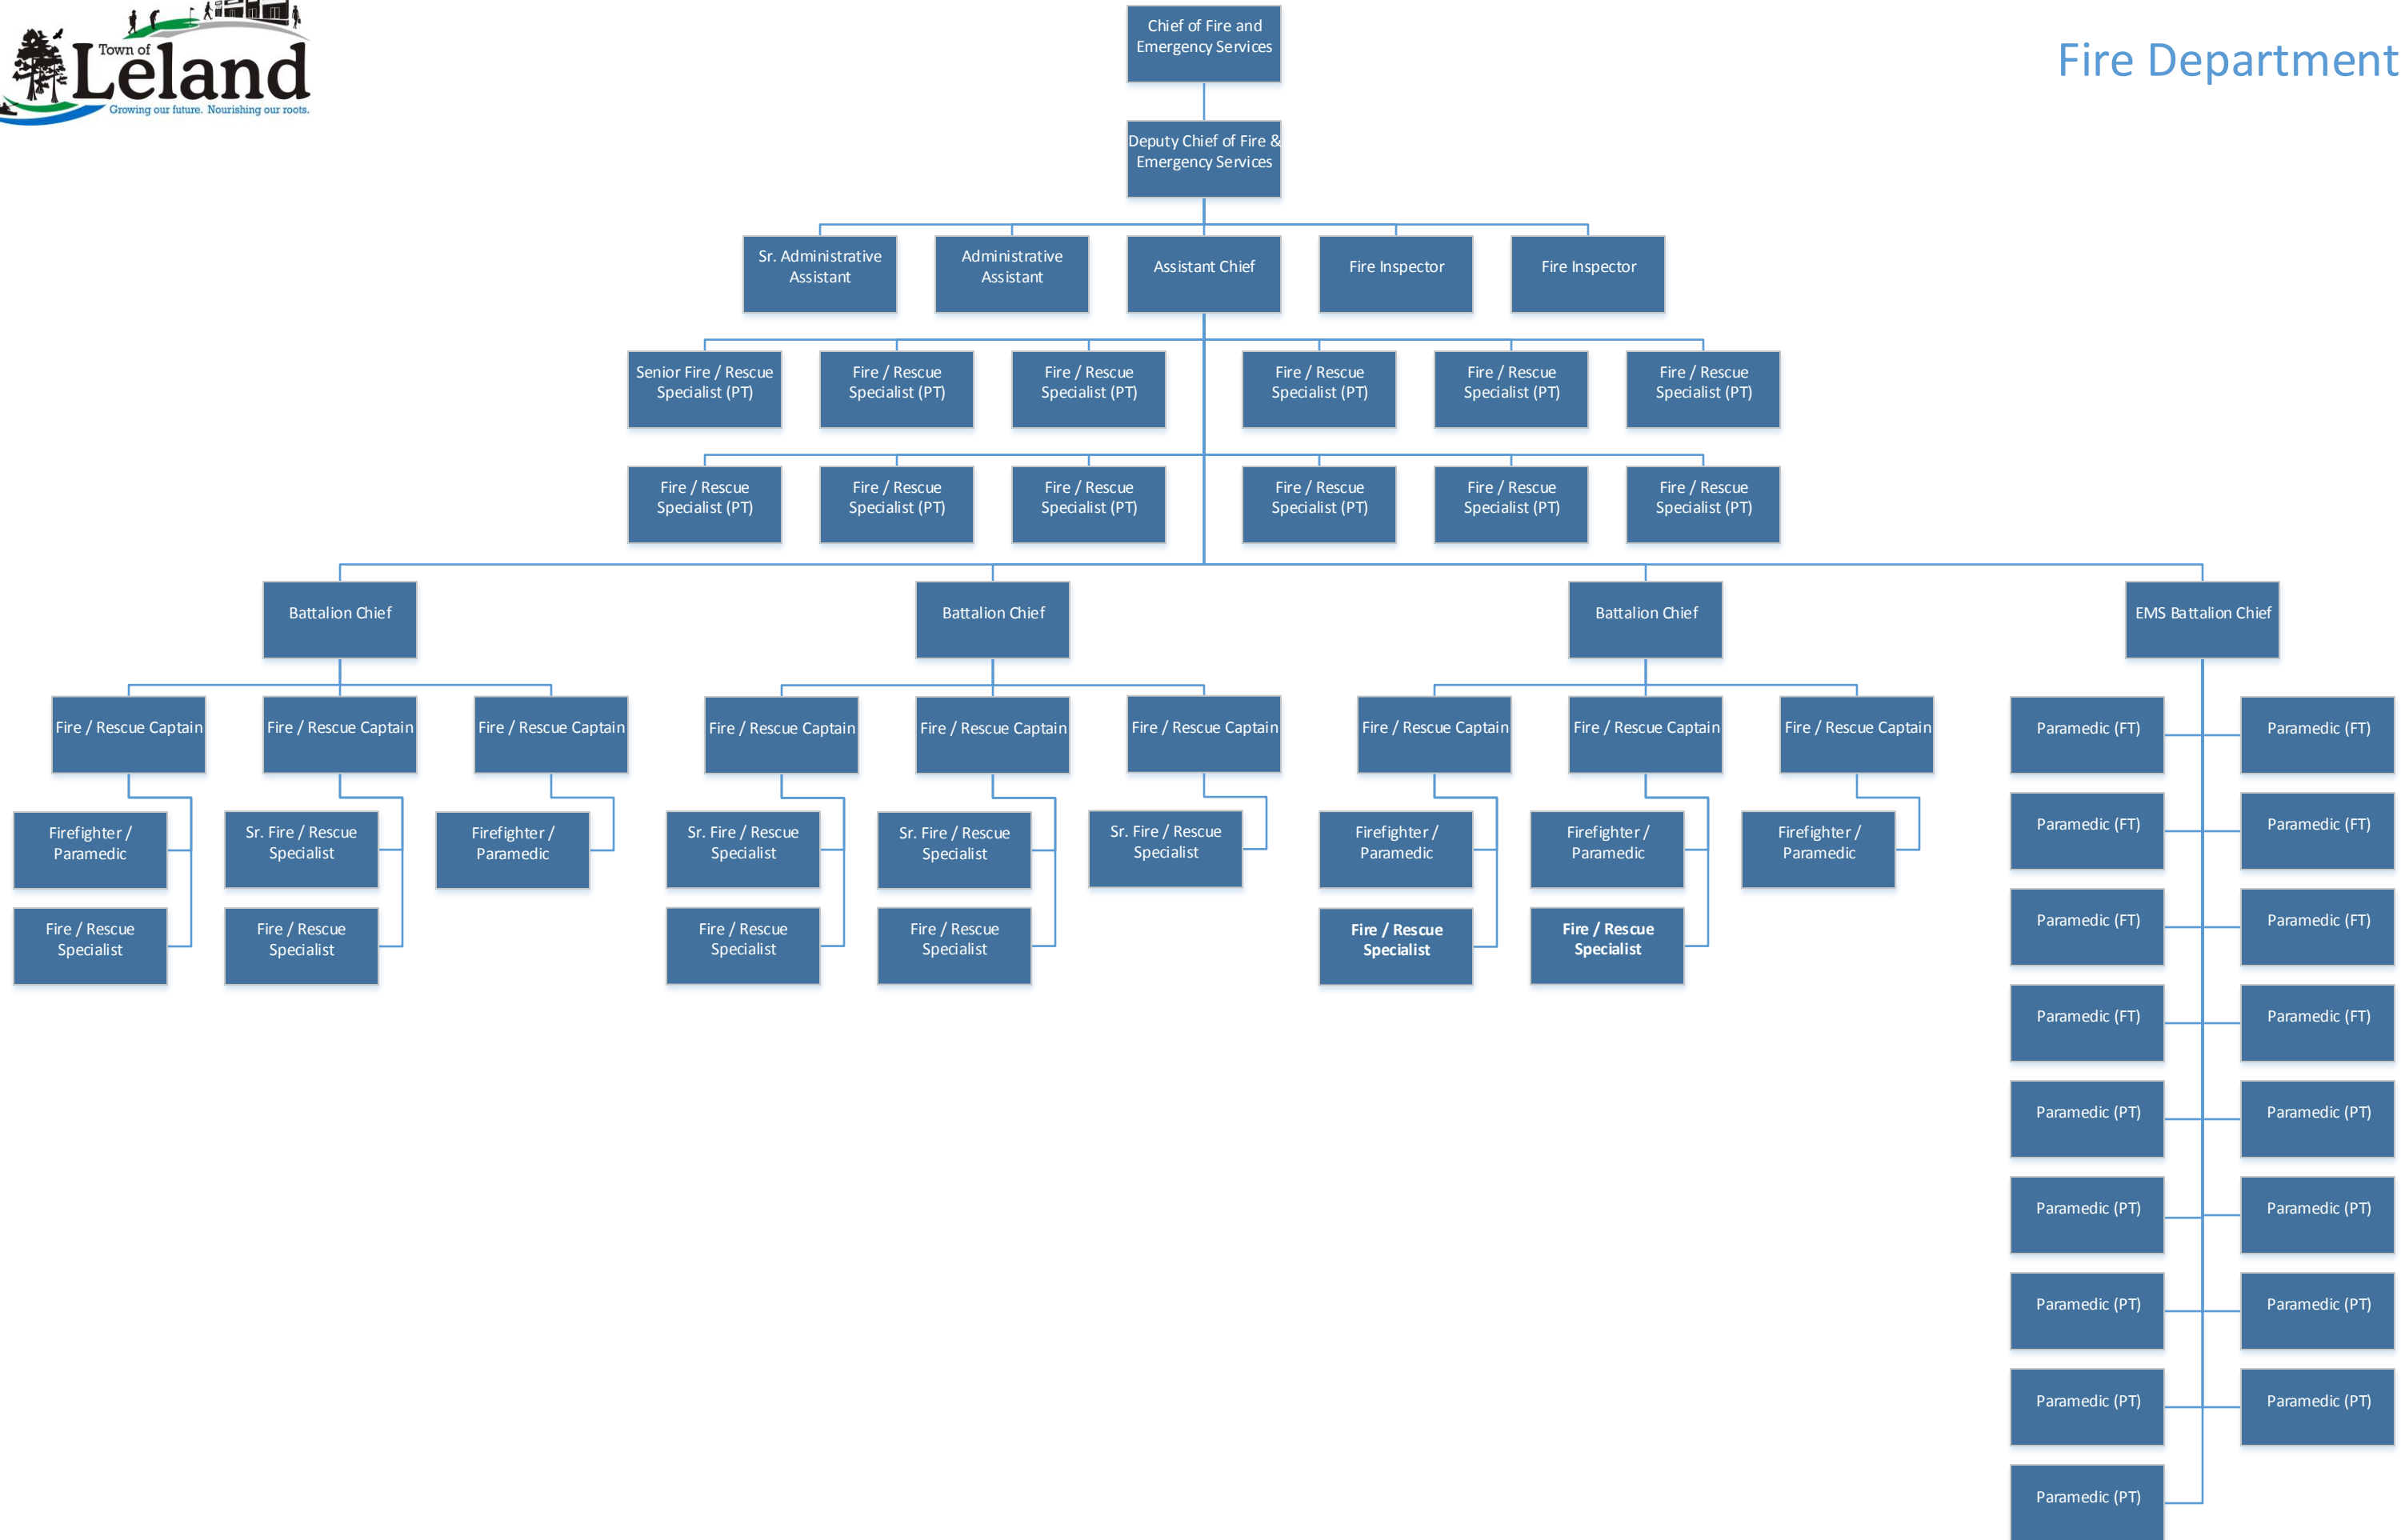 Town of
Leland
Growing our future. Nourishing our roots.
Fire Department
Chief of Fire and
Emergency Services
Deputy Chief of Fire &
Emergency Services
Sr. Administrative
Assistant
Administrative
Assistant
Assistant Chief
Fire Inspector
Fire Inspector
Senior Fire / Rescue
Specialist (PT)
Fire / Rescue
Specialist (PT)
Fire / Rescue
Specialist (PT)
Fire / Rescue
Specialist (PT)
Fire / Rescue
Specialist (PT)
Fire / Rescue
Specialist (PT)
Fire / Rescue
Specialist (PT)
Fire / Rescue
Specialist (PT)
Fire / Rescue
Specialist (PT)
Fire / Rescue
Specialist (PT)
Fire / Rescue
Specialist (PT)
Fire / Rescue
Specialist (PT)
Battalion Chief
Battalion Chief
Battalion Chief
EMS Battalion Chief
Fire / Rescue Captain
Fire / Rescue Captain
Fire / Rescue Captain
Fire / Rescue Captain
Fire / Rescue Captain
Fire / Rescue Captain
Fire / Rescue Captain
Fire / Rescue Captain
Fire / Rescue Captain
Firefighter /
Paramedic
Sr. Fire / Rescue
Specialist
Firefighter /
Paramedic
Sr. Fire / Rescue
Specialist
Sr. Fire / Rescue
Specialist
Sr. Fire / Rescue
Specialist
Firefighter /
Paramedic
Firefighter /
Paramedic
Firefighter /
Paramedic
Fire / Rescue
Specialist
Fire / Rescue
Specialist
Fire / Rescue
Specialist
Fire / Rescue
Specialist
Fire / Rescue
Specialist
Fire / Rescue
Specialist
Paramedic (FT)
Paramedic (FT)
Paramedic (FT)
Paramedic (FT)
Paramedic (FT)
Paramedic (FT)
Paramedic (FT)
Paramedic (FT)
Paramedic (PT)
Paramedic (PT)
Paramedic (PT)
Paramedic (PT)
Paramedic (PT)
Paramedic (PT)
Paramedic (PT)
Paramedic (PT)
Paramedic (PT)